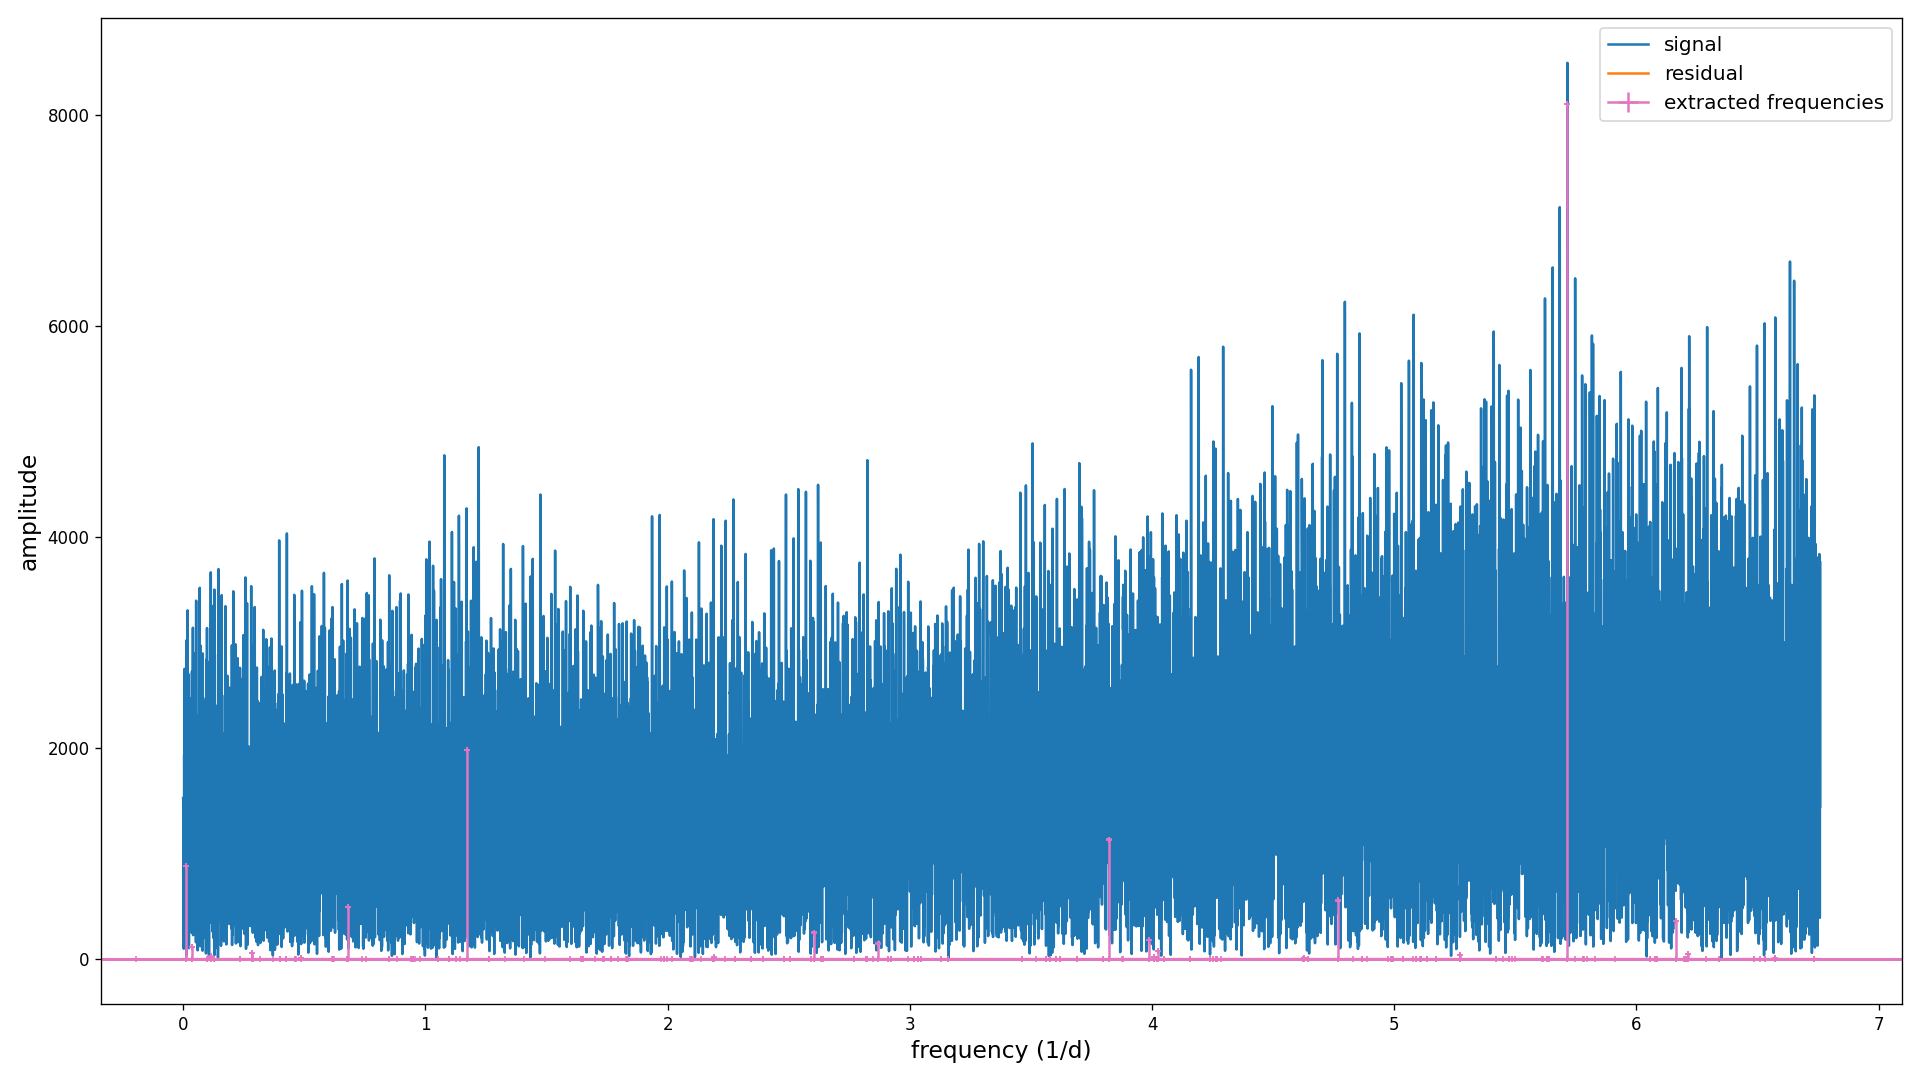 signal
residual
extracted frequencies
amplitude
8000
6000
4000
2000
0
0 1 2 3 4 5 6 7
frequency (1/d)